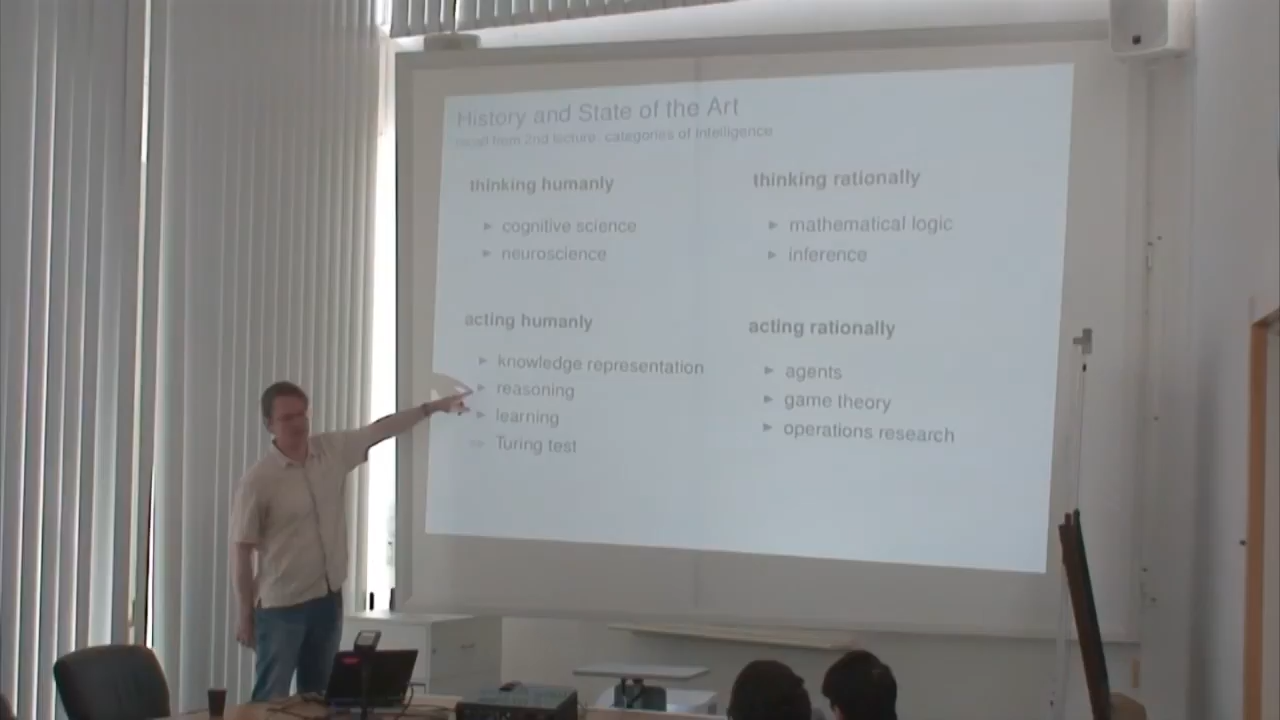 History and State of the Art
recall from 2nd lecture: categories of Intelligence
thinking humanly
cognitive science
neuroscience
thinking rationally
mathematical logic
inference
acting humanly
knowledge representation
reasoning
learning
Turing test
acting rationally
agents
game theory
operations research